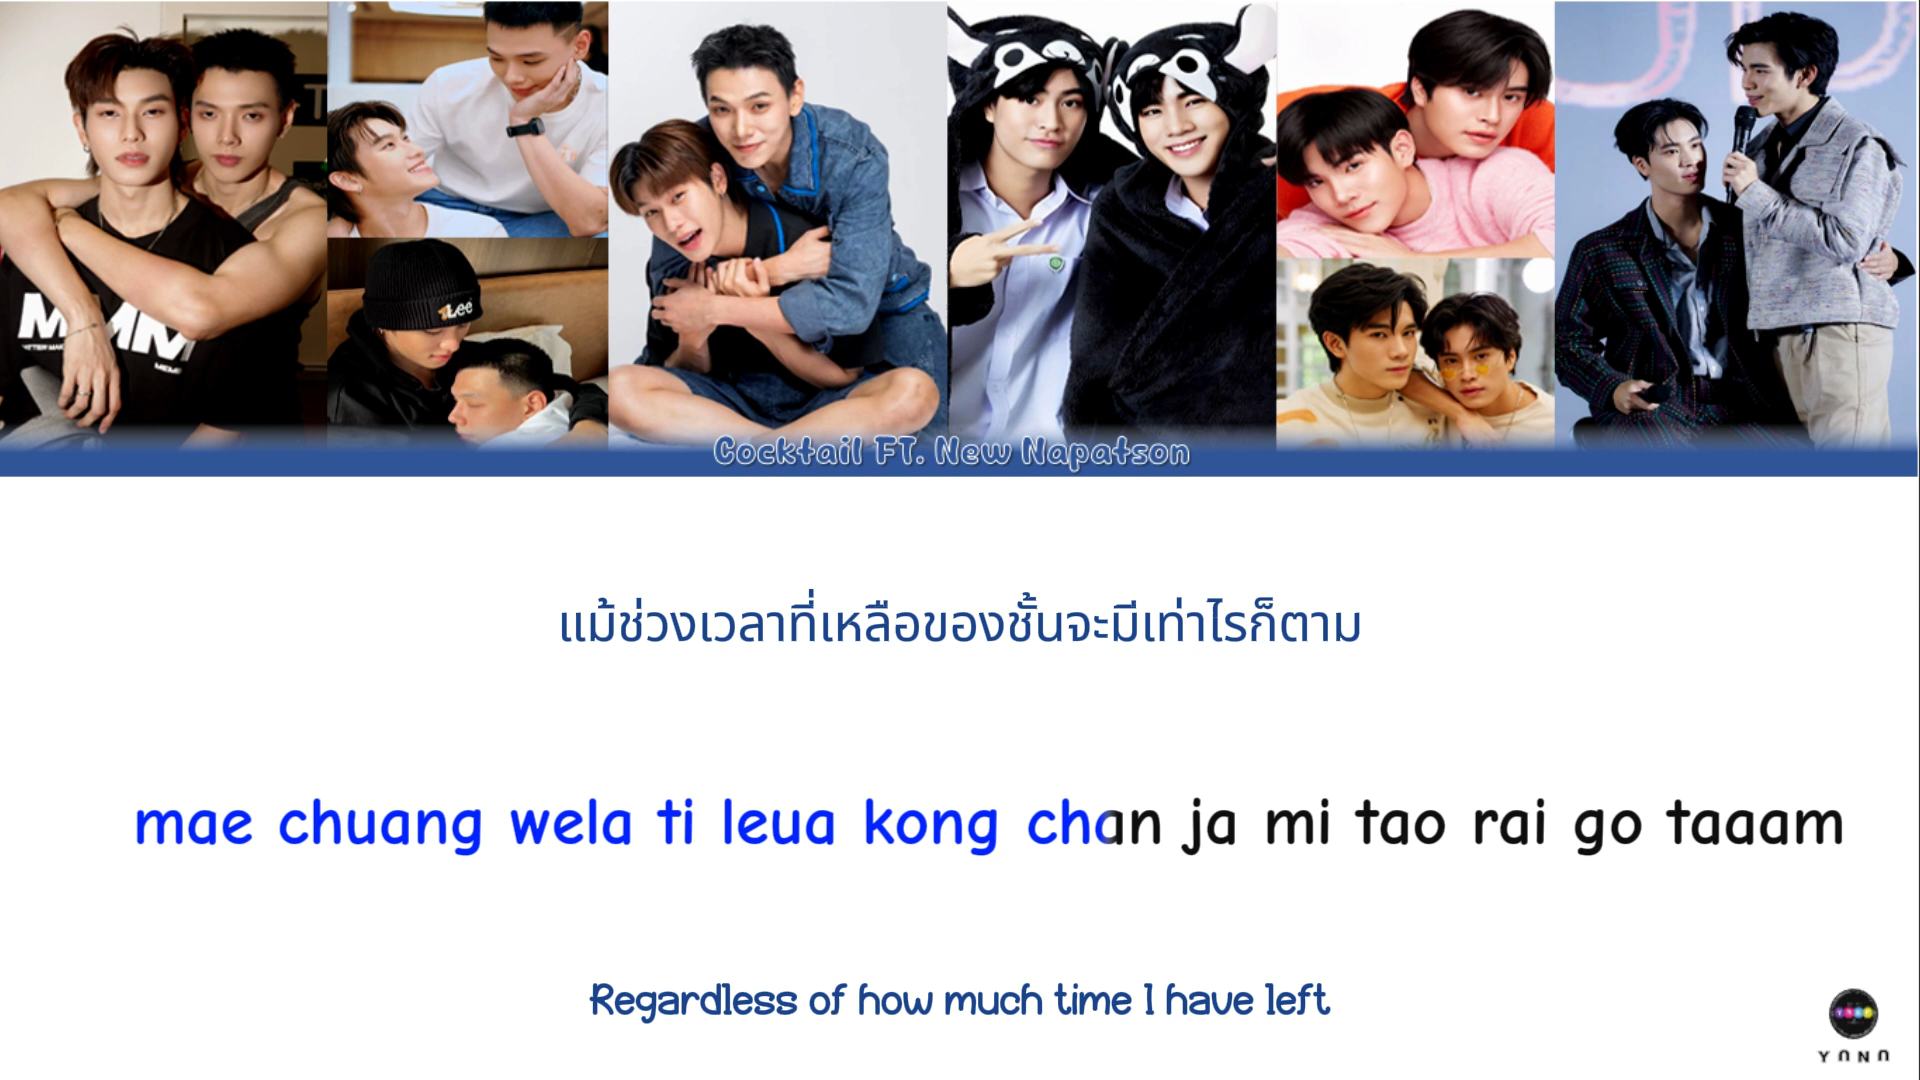 MMM
MEME
Lee
Cocktail FT. New Napatson
แม้ช่วงเวลาที่เหลือของชั้นจะมีเท่าไรก็ตาม
mae chuang wela ti leua kong chan ja mi tao rai go taaam
Regardless of how much time I have left